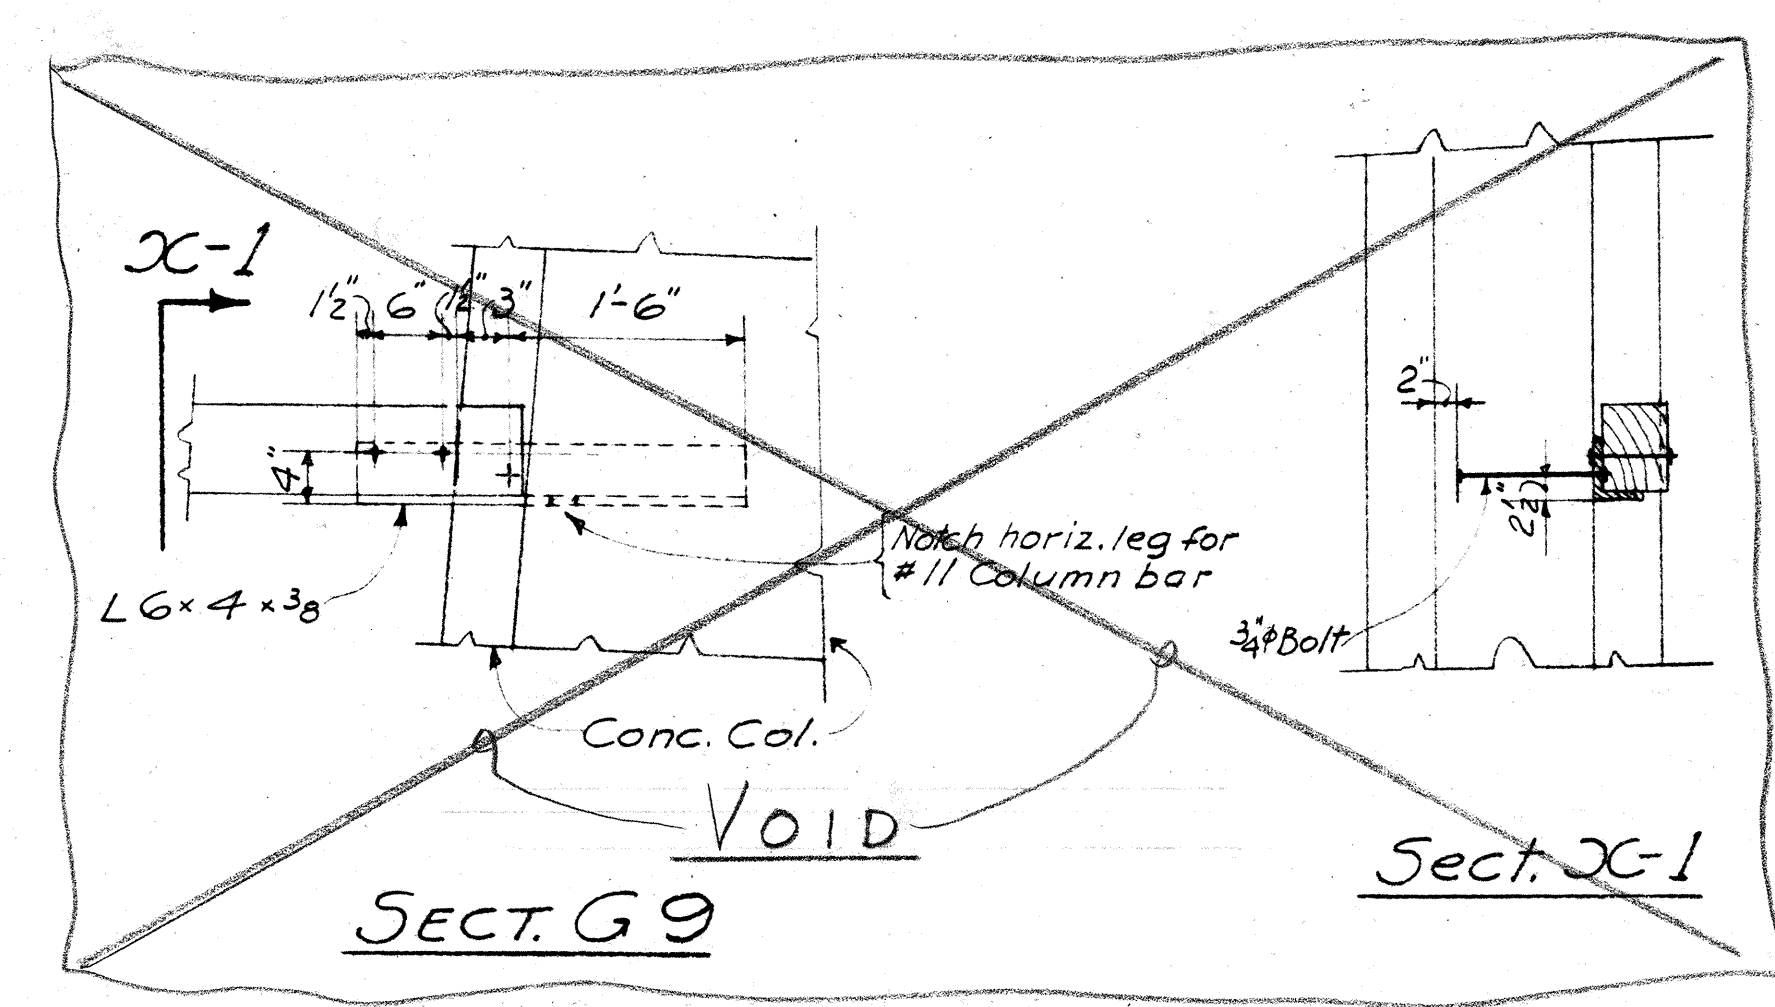 x-1
1½" 6" 1½" 3" 1'-6"
4"
L 6 x 4 x 3/8
Notch horiz. leg for
# 11 Column bar
Conc. Col.
VOID
SECT. G 9
2"
2½"
¾"φ Bolt
Sect. x-1